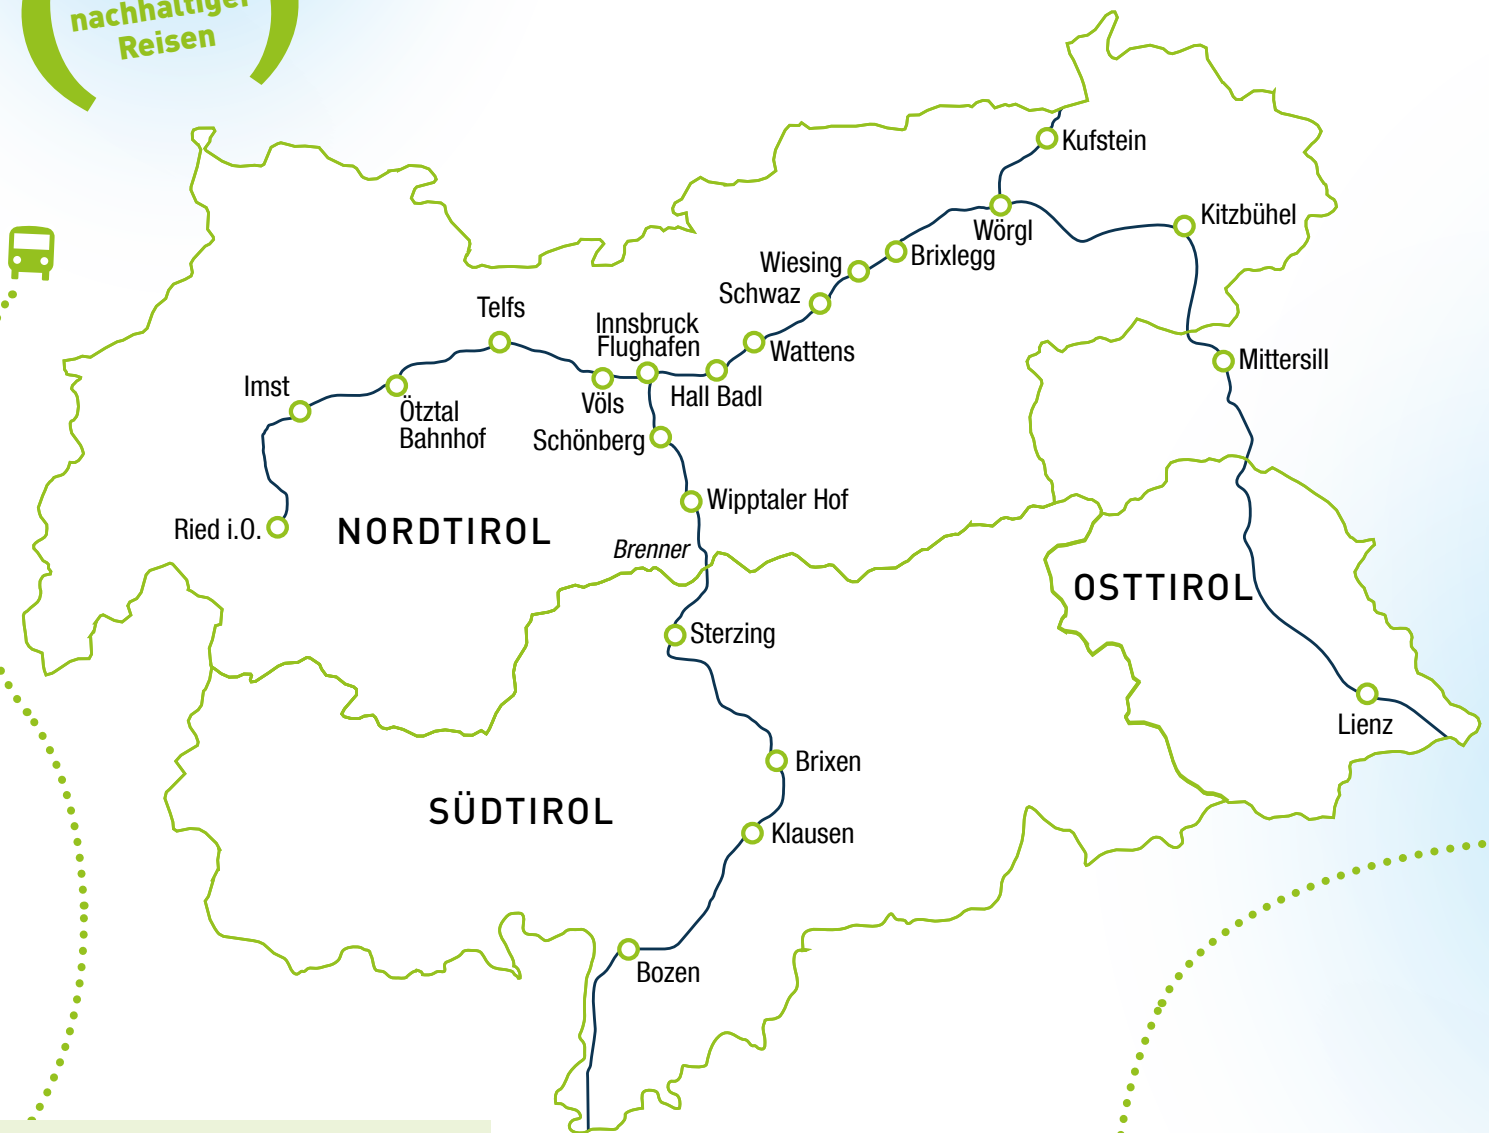 nachhaltiger
Reisen
Kufstein
Kitzbühel
Wörgl
Brixlegg
Wiesing
Schwaz
Telfs
Innsbruck
Flughafen
Wattens
Mittersill
Imst
Hall Badl
Völs
Ötztal
Bahnhof
Schönberg
Wipptaler Hof
Ried i.O.
NORDTIROL
Brenner
OSTTIROL
Sterzing
Lienz
Brixen
SÜDTIROL
Klausen
Bozen